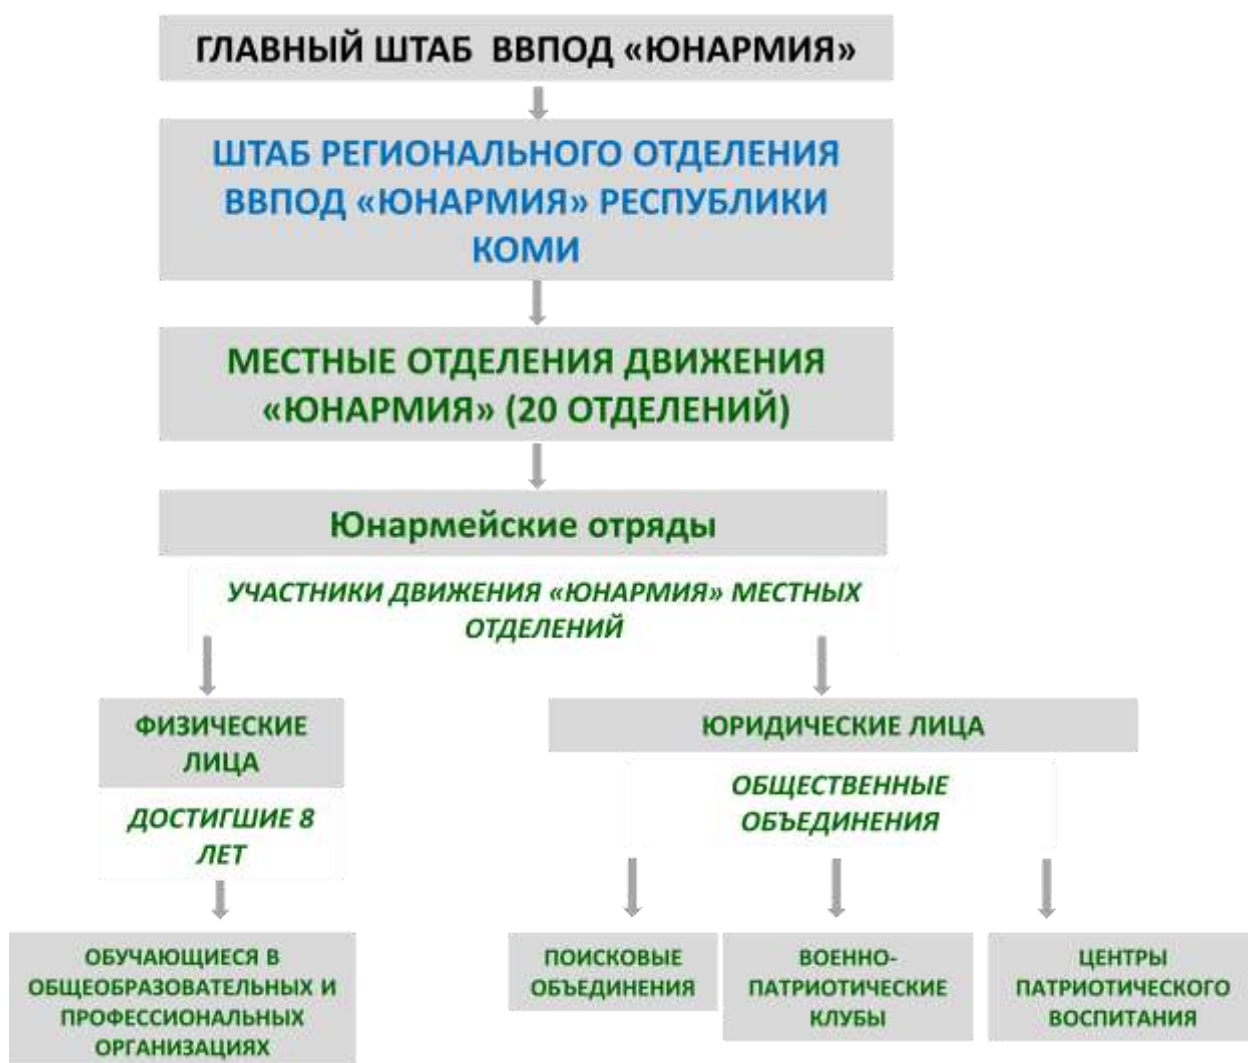 ГЛАВНЫЙ ШТАБ ВВПОД «ЮНАРМИЯ»
ШТАБ РЕГИОНАЛЬНОГО ОТДЕЛЕНИЯ
ВВПОД «ЮНАРМИЯ» РЕСПУБЛИКИ
КОМИ
МЕСТНЫЕ ОТДЕЛЕНИЯ ДВИЖЕНИЯ
«ЮНАРМИЯ» (20 ОТДЕЛЕНИЙ)
Юнармейские отряды
УЧАСТНИКИ ДВИЖЕНИЯ «ЮНАРМИЯ» МЕСТНЫХ
ОТДЕЛЕНИЙ
ФИЗИЧЕСКИЕ
ЛИЦА
ДОСТИГШИЕ 8
ЛЕТ
ОБУЧАЮЩИЕСЯ В
ОБЩЕОБРАЗОВАТЕЛЬНЫХ И
ПРОФЕССИОНАЛЬНЫХ
ОРГАНИЗАЦИЯХ
ЮРИДИЧЕСКИЕ ЛИЦА
ОБЩЕСТВЕННЫЕ
ОБЪЕДИНЕНИЯ
ПОИСКОВЫЕ
ОБЪЕДИНЕНИЯ
ВОЕННО-
ПАТРИОТИЧЕСКИЕ
КЛУБЫ
ЦЕНТРЫ
ПАТРИОТИЧЕСКОГО
ВОСПИТАНИЯ